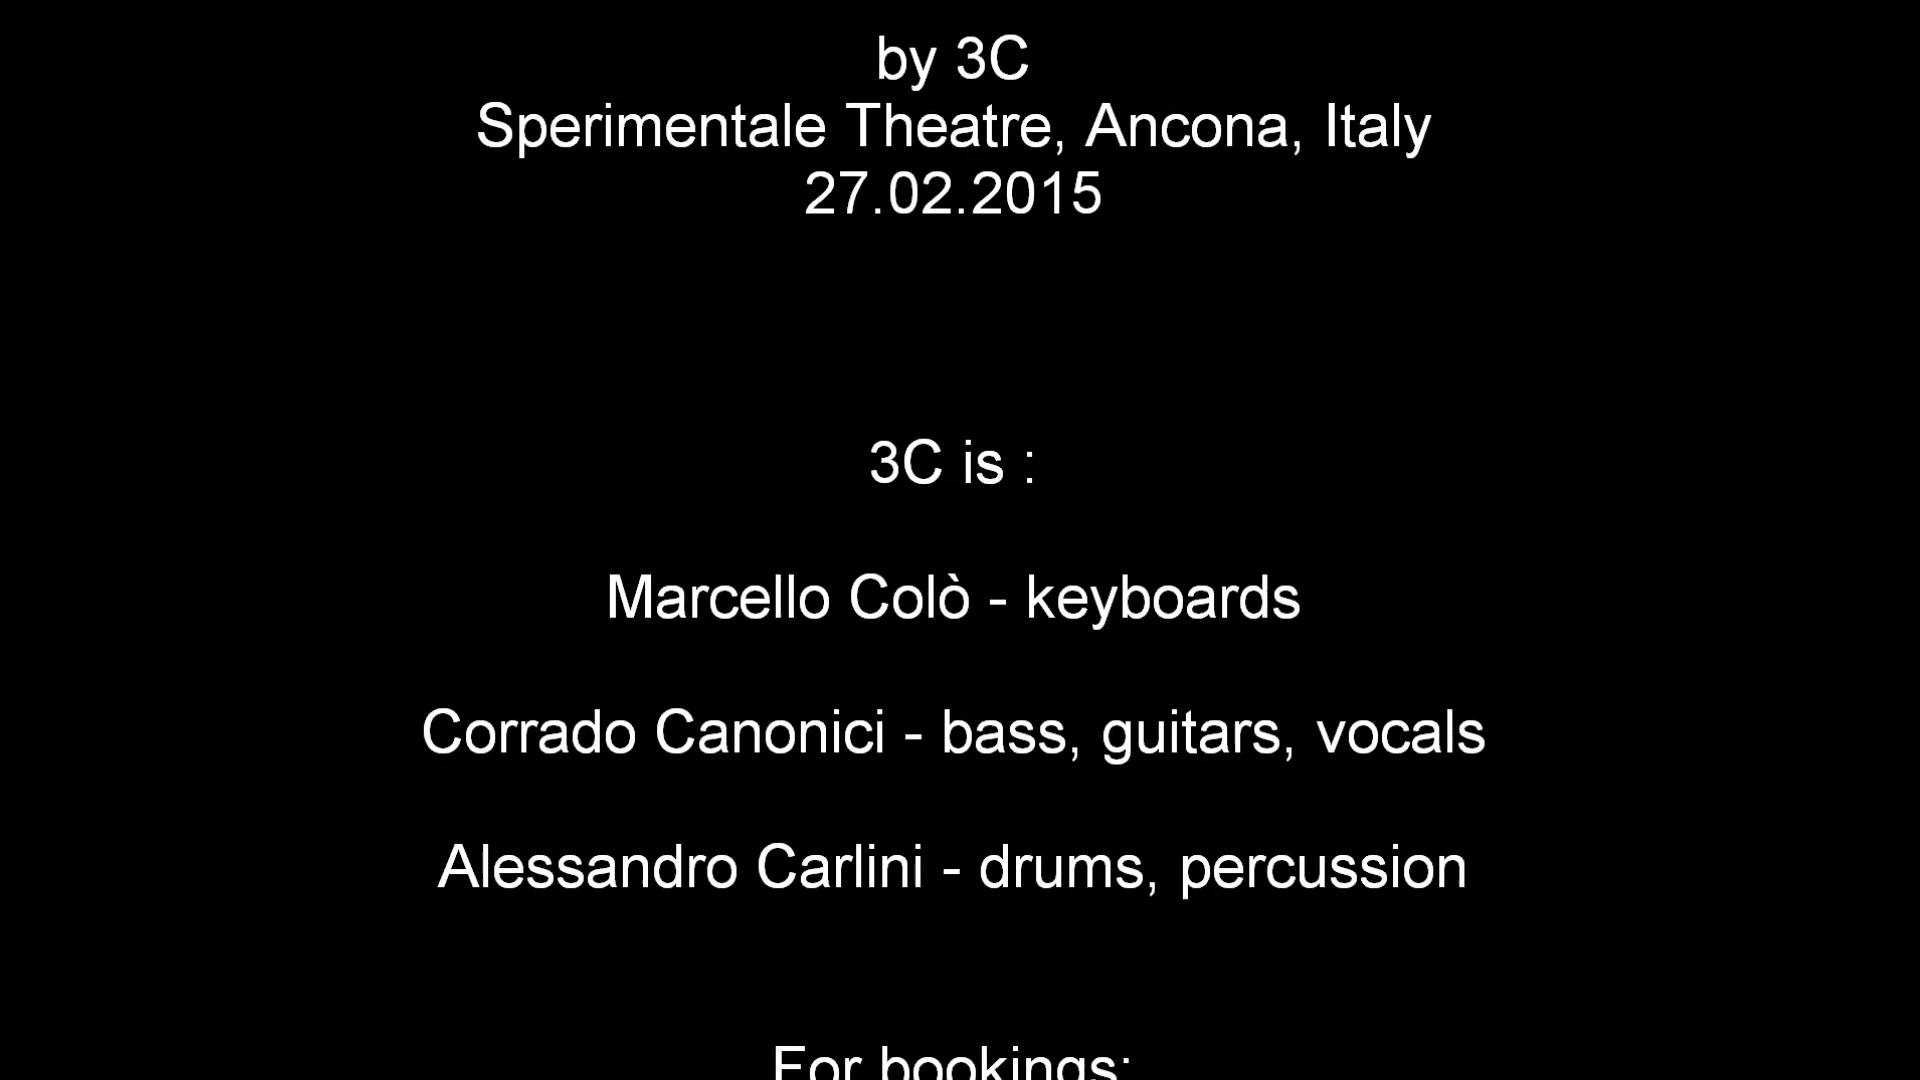 by 3C
Sperimentale Theatre, Ancona, Italy
27.02.2015
3C is :
Marcello Colò - keyboards
Corrado Canonici - bass, guitars, vocals
Alessandro Carlini - drums, percussion
For bookings: